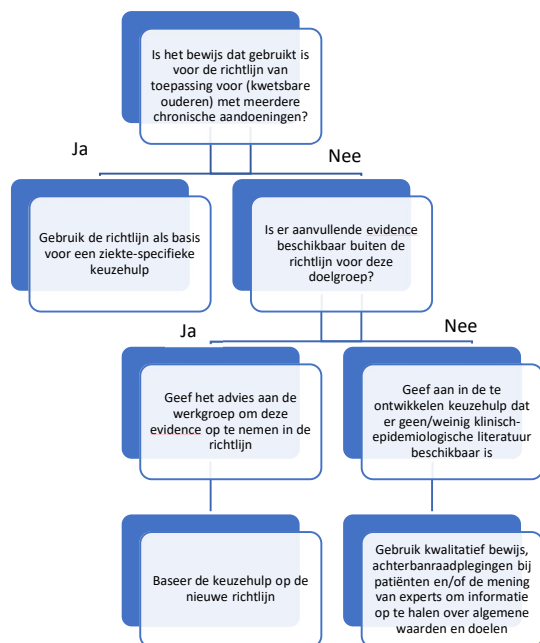 Is het bewijs dat gebruikt is
voor de richtlijn van
toepassing voor (kwetsbare
ouderen) met meerdere
chronische aandoeningen?
Ja
Nee
Gebruik de richtlijn als basis
voor een ziekte-specifieke
keuzehulp
Is er aanvullende evidence
beschikbaar buiten de
richtlijn voor deze
doelgroep?
Ja
Nee
Geef het advies aan de
werkgroep om deze
evidence op te nemen in de
richtlijn
Geef aan in de te
ontwikkelen keuzehulp dat
er geen/weinig klinisch-
epidemiologische literatuur
beschikbaar is
Baseer de keuzehulp op de
nieuwe richtlijn
Gebruik kwalitatief bewijs,
achterbanraadplegingen bij
patiënten en/of de mening
van experts om informatie
op te halen over algemene
waarden en doelen